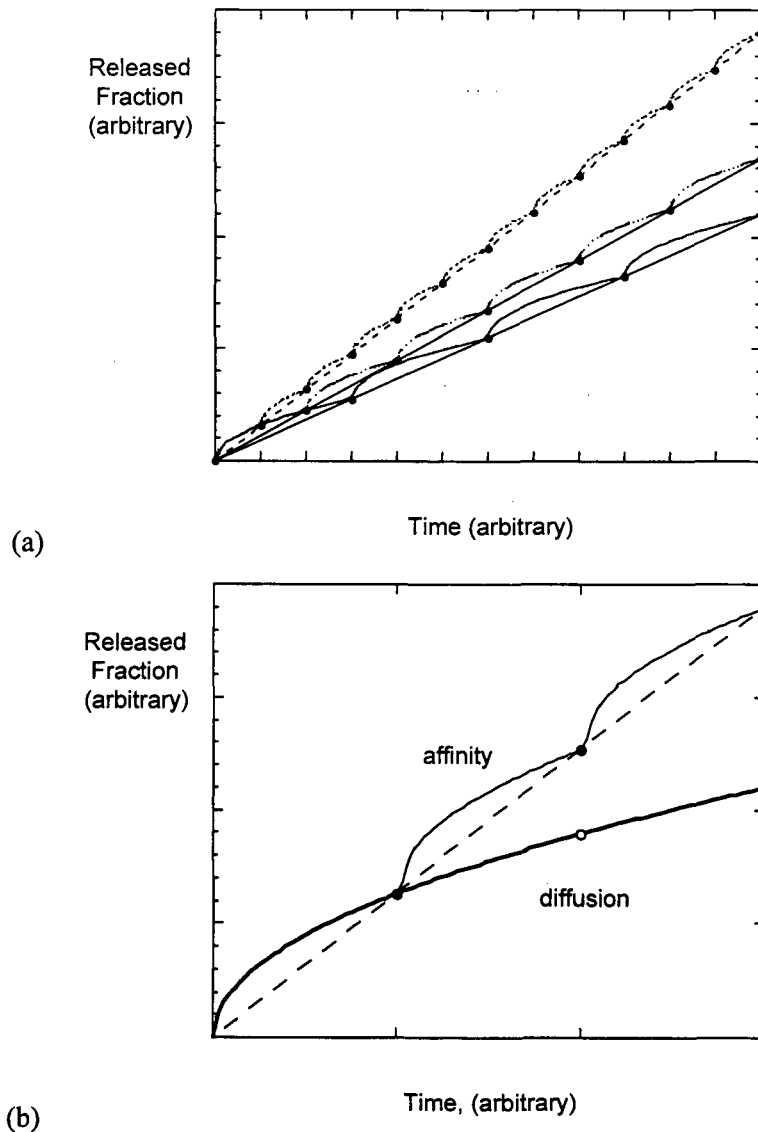 Released
Fraction
(arbitrary)
Time (arbitrary)
(a)
Released
Fraction
(arbitrary)
affinity
diffusion
Time, (arbitrary)
(b)